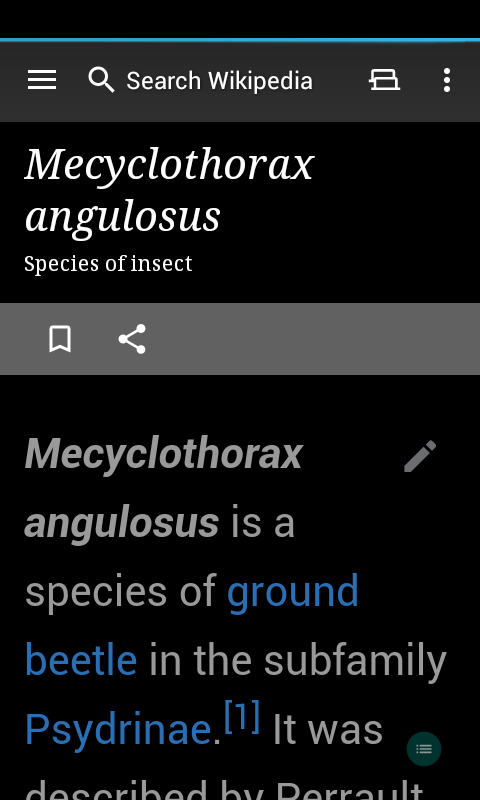 Search Wikipedia
Mecyclothorax
angulosus
Species of insect
Mecyclothorax
angulosus is a
species of ground
beetle in the subfamily
Psydrinae.[1] It was
described by Perrault